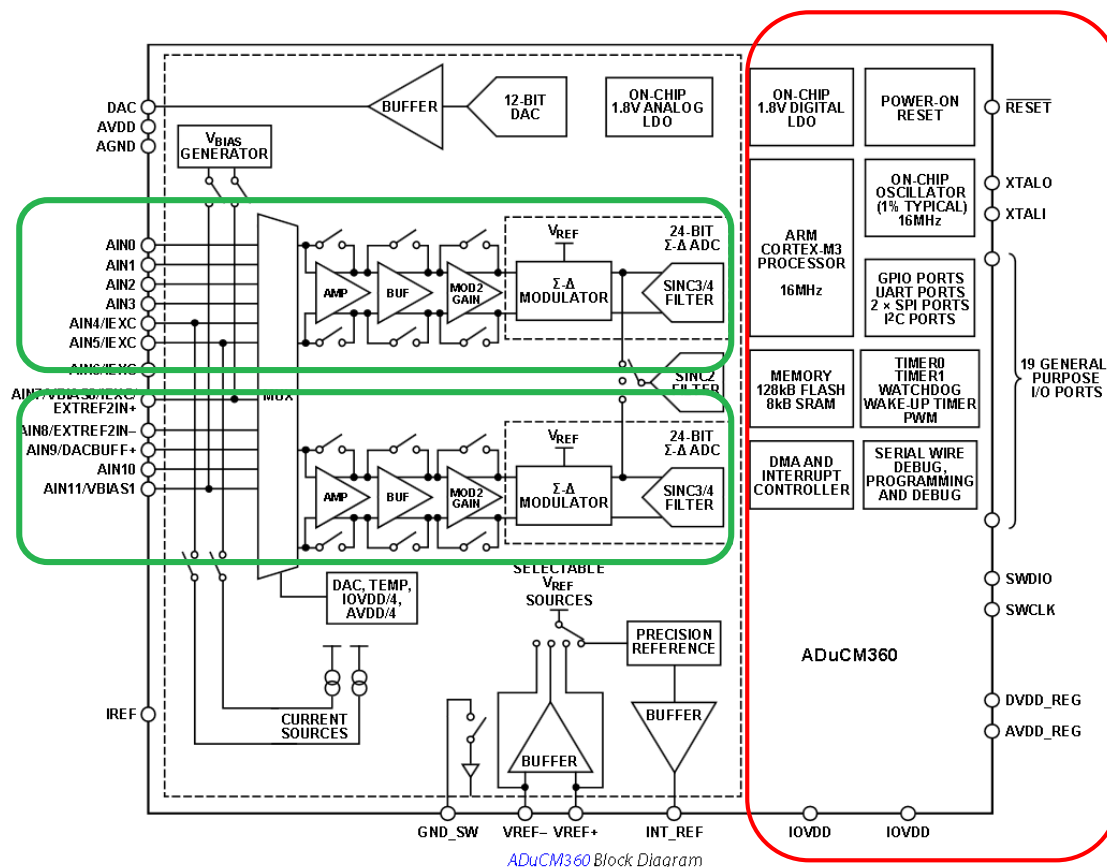 DAC
AVDD
AGND
BUFFER
12-BIT
DAC
ON-CHIP
1.8V ANALOG
LDO
ON-CHIP
1.8V DIGITAL
LDO
POWER-ON
RESET
RESET
VBIAS
GENERATOR
XTALO
XTALI
ON-CHIP
OSCILLATOR
(1% TYPICAL)
16MHz
ARM
CORTEX-M3
PROCESSOR
16MHz
AIN0
AIN1
AIN2
AIN3
AIN4/IEXC
AIN5/IEXC
AIN6/IEXC
AIN7/VBIAS0/IEXC/
EXTREF2IN+
AIN8/EXTREF2IN–
AIN9/DACBUFF+
AIN10
AIN11/VBIAS1
MUX
AMP
BUF
MOD2
GAIN
VREF
Σ-Δ
MODULATOR
24-BIT
Σ-Δ ADC
SINC3/4
FILTER
SINC2
FILTER
AMP
BUF
MOD2
GAIN
VREF
Σ-Δ
MODULATOR
24-BIT
Σ-Δ ADC
SINC3/4
FILTER
GPIO PORTS
UART PORTS
2 × SPI PORTS
I²C PORTS
MEMORY
128kB FLASH
8kB SRAM
TIMER0
TIMER1
WATCHDOG
WAKE-UP TIMER
PWM
19 GENERAL
PURPOSE
I/O PORTS
DMA AND
INTERRUPT
CONTROLLER
SERIAL WIRE
DEBUG,
PROGRAMMING
AND DEBUG
SWDIO
SWCLK
DAC, TEMP,
IOVDD/4,
AVDD/4
SELECTABLE
VREF
SOURCES
PRECISION
REFERENCE
ADuCM360
IREF
CURRENT
SOURCES
BUFFER
BUFFER
DVDD_REG
AVDD_REG
GND_SW
VREF–
VREF+
INT_REF
IOVDD
IOVDD
ADuCM360 Block Diagram